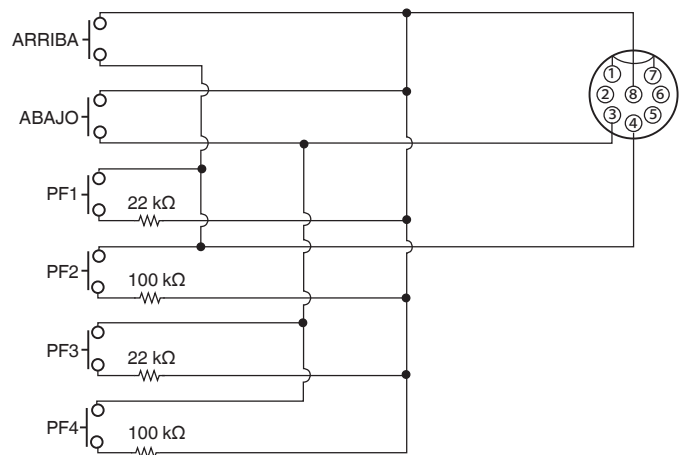 ARRIBA
1 7
2 8 6
3 4 5
ABAJO
PF1
22 kΩ
PF2
100 kΩ
PF3
22 kΩ
PF4
100 kΩ